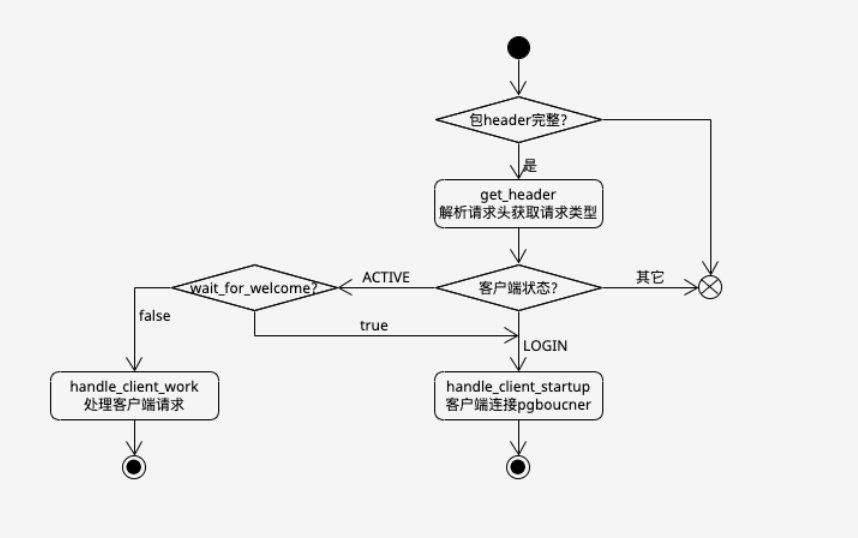 包header完整?
是
get_header
解析请求头获取请求类型
wait_for_welcome?
ACTIVE
客户端状态?
其它
false
true
LOGIN
handle_client_work
处理客户端请求
handle_client_startup
客户端连接pgboucner